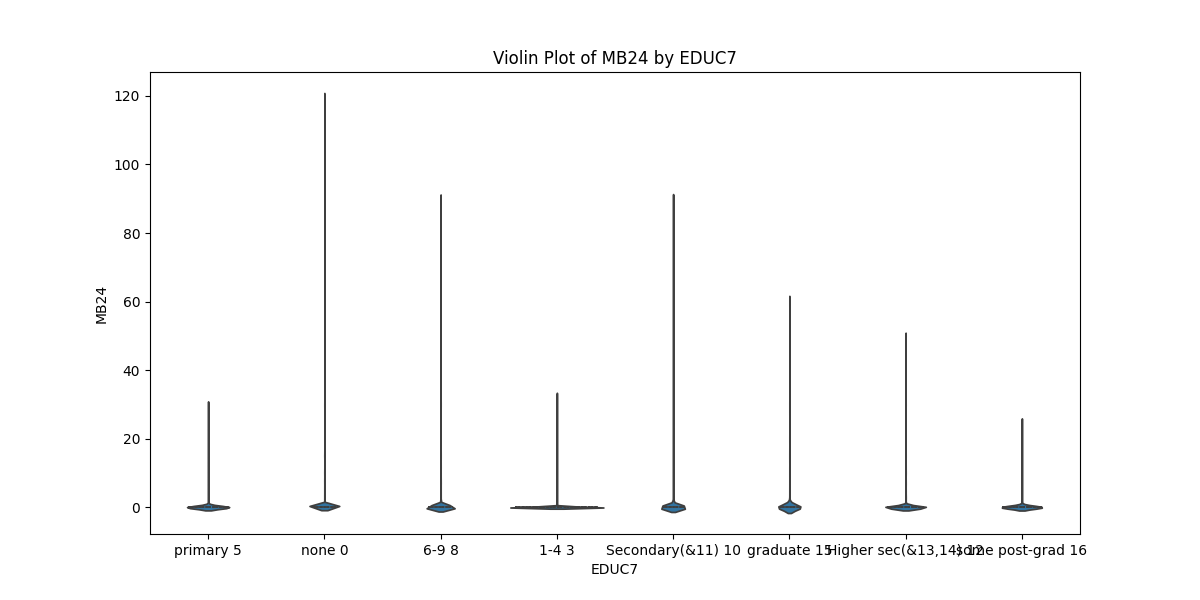 Violin Plot of MB24 by EDUC7
120
100
80
60
40
20
0
MB24
primary 5
none 0
6-9 8
1-4 3
Secondary(&11) 10
graduate 15
Higher sec(&13,14) 12
some post-grad 16
EDUC7